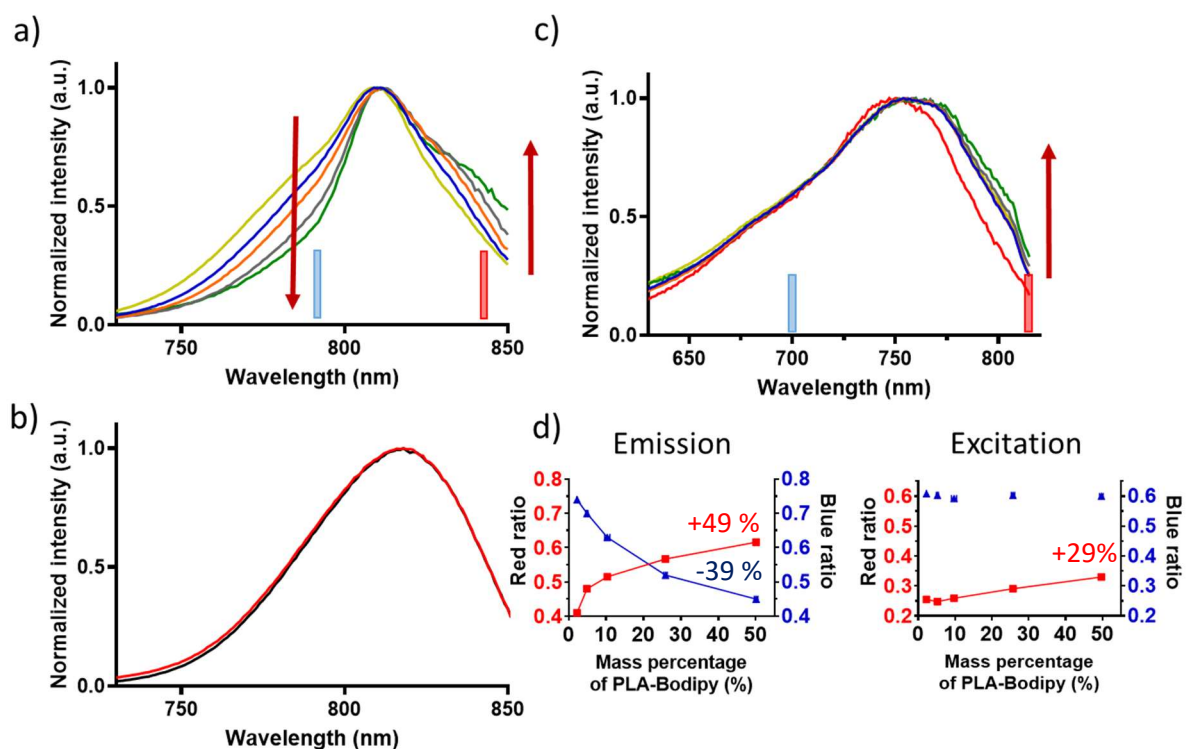 a)
Normalized intensity (a.u.)
1.0
0.5
0.0
750
800
850
Wavelength (nm)
b)
Normalized intensity (a.u.)
1.0
0.5
0.0
750
800
850
Wavelength (nm)
c)
Normalized intensity (a.u.)
1.0
0.5
0.0
650
700
750
800
Wavelength (nm)
d)
Emission
Red ratio
0.8
0.7
0.6
0.5
0.4
+49 %
-39 %
0.8
0.7
0.6
0.5
0.4
Blue ratio
0 10 20 30 40 50
Mass percentage
of PLA-Bodipy (%)
Excitation
Red ratio
0.6
0.5
0.4
0.3
0.2
+29%
0.6
0.5
0.4
0.3
0.2
Blue ratio
0 10 20 30 40 50
Mass percentage
of PLA-Bodipy (%)